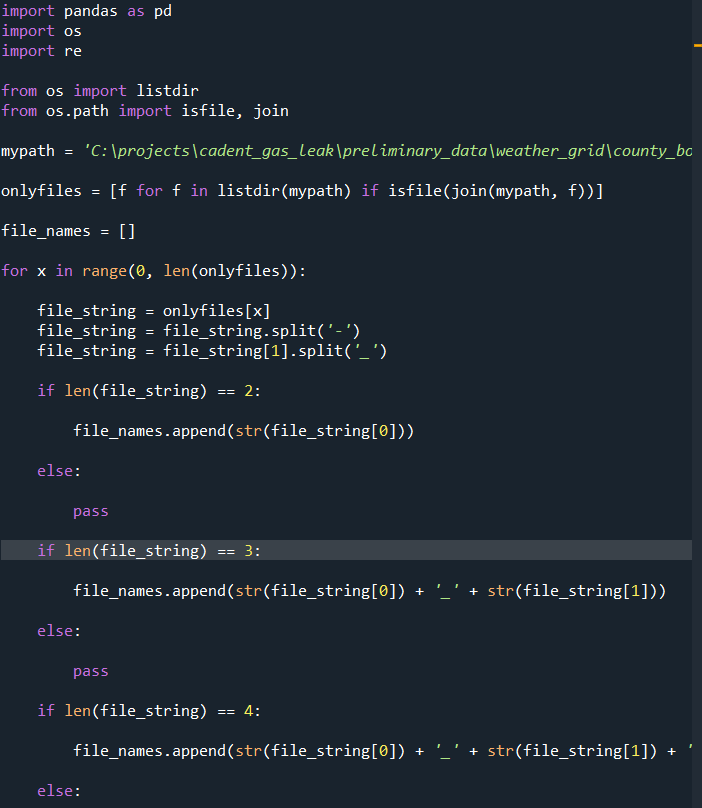 import pandas as pd
import os
import re
from os import listdir
from os.path import isfile, join
mypath = 'C:\projects\cadent_gas_leak\preliminary_data\weather_grid\county_bo
onlyfiles = [f for f in listdir(mypath) if isfile(join(mypath, f))]
file_names = []
for x in range(0, len(onlyfiles)):
    file_string = onlyfiles[x]
    file_string = file_string.split('-')
    file_string = file_string[1].split('_')
    if len(file_string) == 2:
        file_names.append(str(file_string[0]))
    else:
        pass
    if len(file_string) == 3:
        file_names.append(str(file_string[0]) + '_' + str(file_string[1]))
    else:
        pass
    if len(file_string) == 4:
        file_names.append(str(file_string[0]) + '_' + str(file_string[1]) + '
    else: